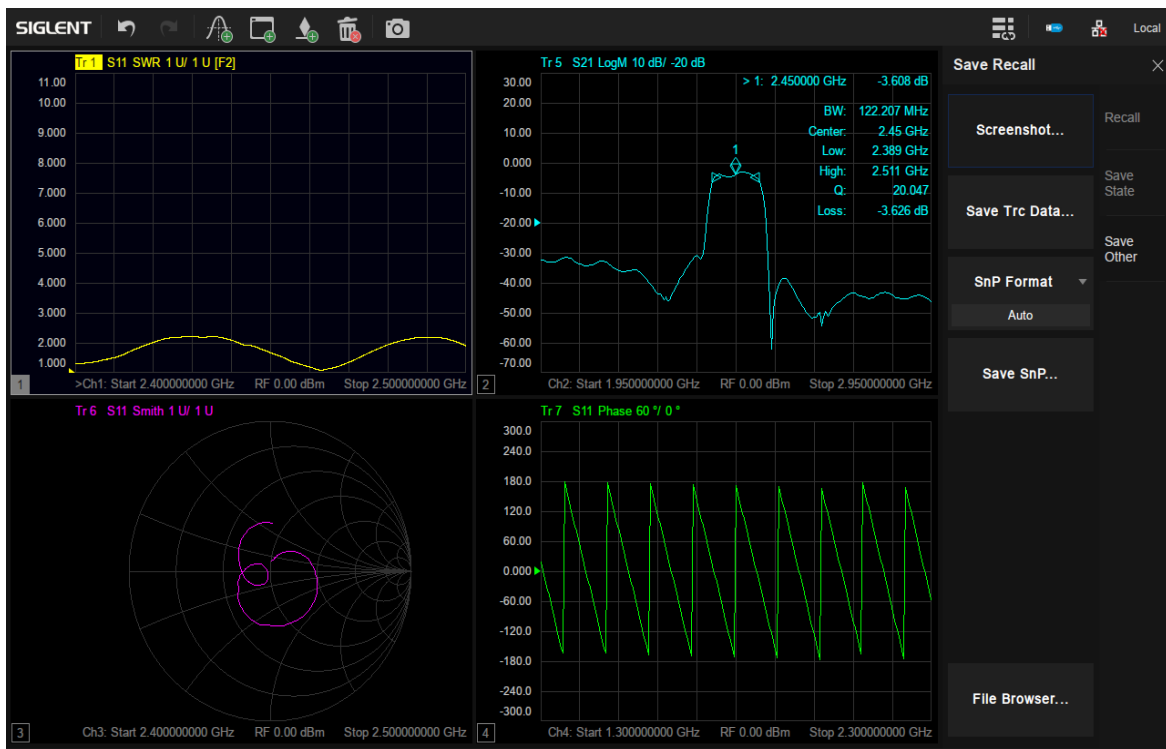 SIGLENT
Local
Tr 1 S11 SWR 1 U/ 1 U [F2]
11.00
10.00
9.000
8.000
7.000
6.000
5.000
4.000
3.000
2.000
1.000
1 >Ch1: Start 2.400000000 GHz RF 0.00 dBm Stop 2.500000000 GHz
Tr 5 S21 LogM 10 dB/ -20 dB
> 1: 2.450000 GHz -3.608 dB
BW: 122.207 MHz
Center: 2.45 GHz
Low: 2.389 GHz
High: 2.511 GHz
Q: 20.047
Loss: -3.626 dB
1
30.00
20.00
10.00
0.000
-10.00
-20.00
-30.00
-40.00
-50.00
-60.00
-70.00
2 Ch2: Start 1.950000000 GHz RF 0.00 dBm Stop 2.950000000 GHz
Tr 6 S11 Smith 1 U/ 1 U
3 Ch3: Start 2.400000000 GHz RF 0.00 dBm Stop 2.500000000 GHz
Tr 7 S11 Phase 60 °/ 0 °
300.0
240.0
180.0
120.0
60.00
0.000
-60.00
-120.0
-180.0
-240.0
-300.0
4 Ch4: Start 1.300000000 GHz RF 0.00 dBm Stop 2.300000000 GHz
Save Recall
Screenshot...
Save Trc Data...
SnP Format
Auto
Save SnP...
File Browser...
Recall
Save
State
Save
Other